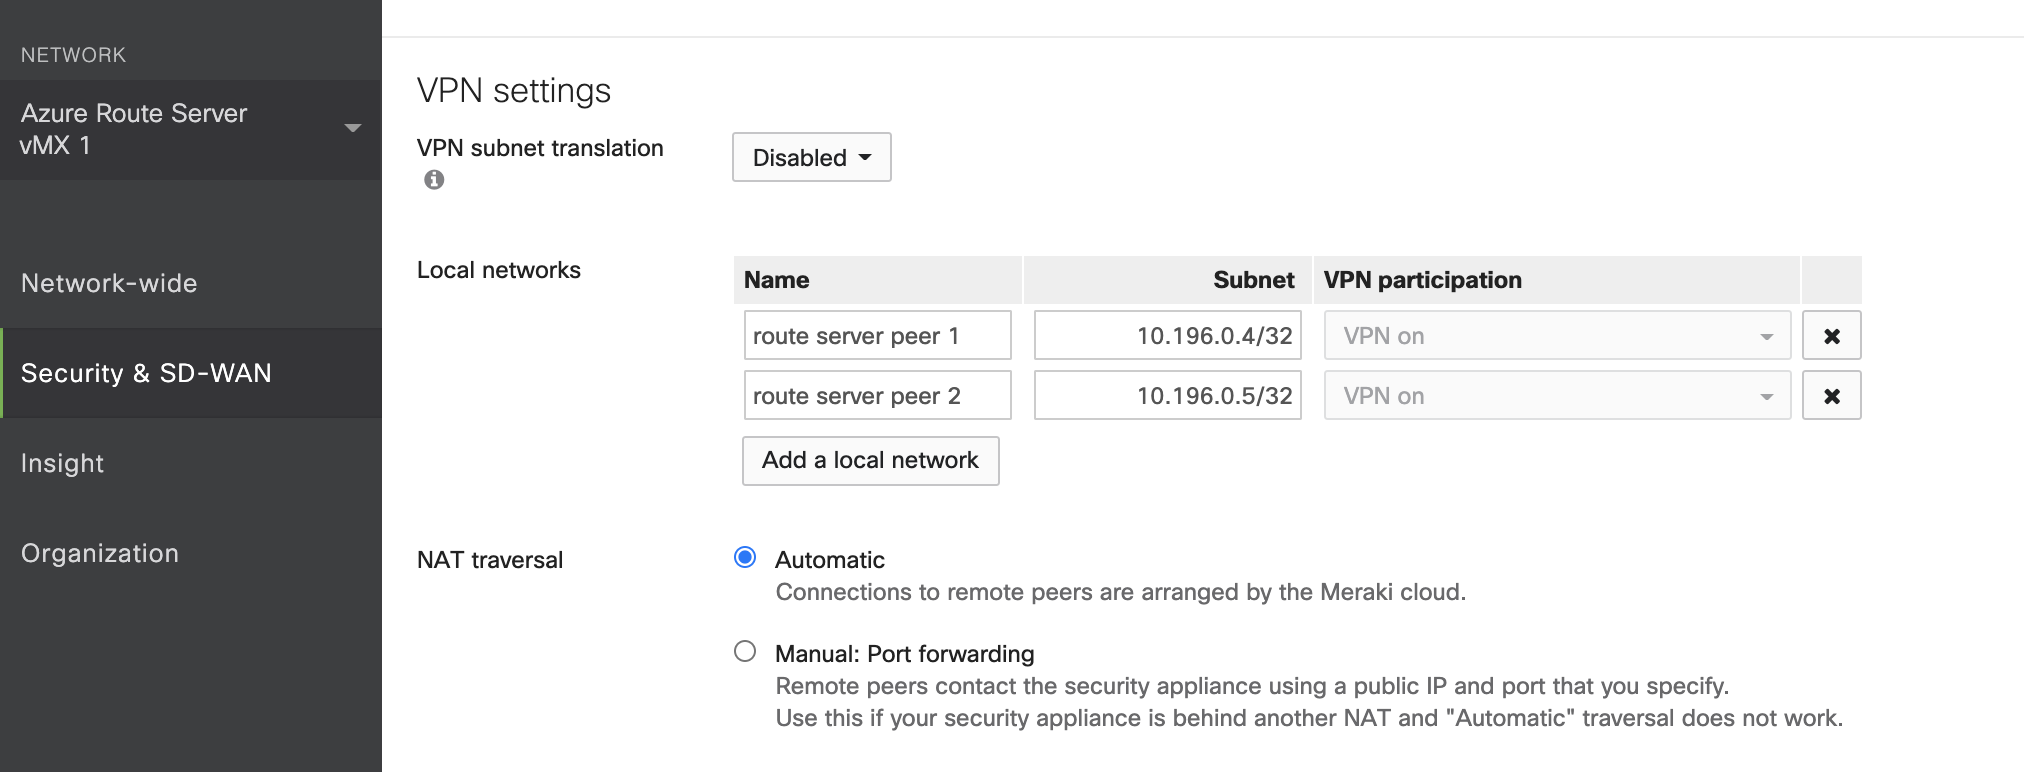 NETWORK
Azure Route Server
vMX 1
Network-wide
Security & SD-WAN
Insight
Organization
VPN settings
VPN subnet translation
Disabled
Local networks
Name Subnet VPN participation
route server peer 1 10.196.0.4/32 VPN on
route server peer 2 10.196.0.5/32 VPN on
Add a local network
NAT traversal
Automatic
Connections to remote peers are arranged by the Meraki cloud.
Manual: Port forwarding
Remote peers contact the security appliance using a public IP and port that you specify.
Use this if your security appliance is behind another NAT and "Automatic" traversal does not work.